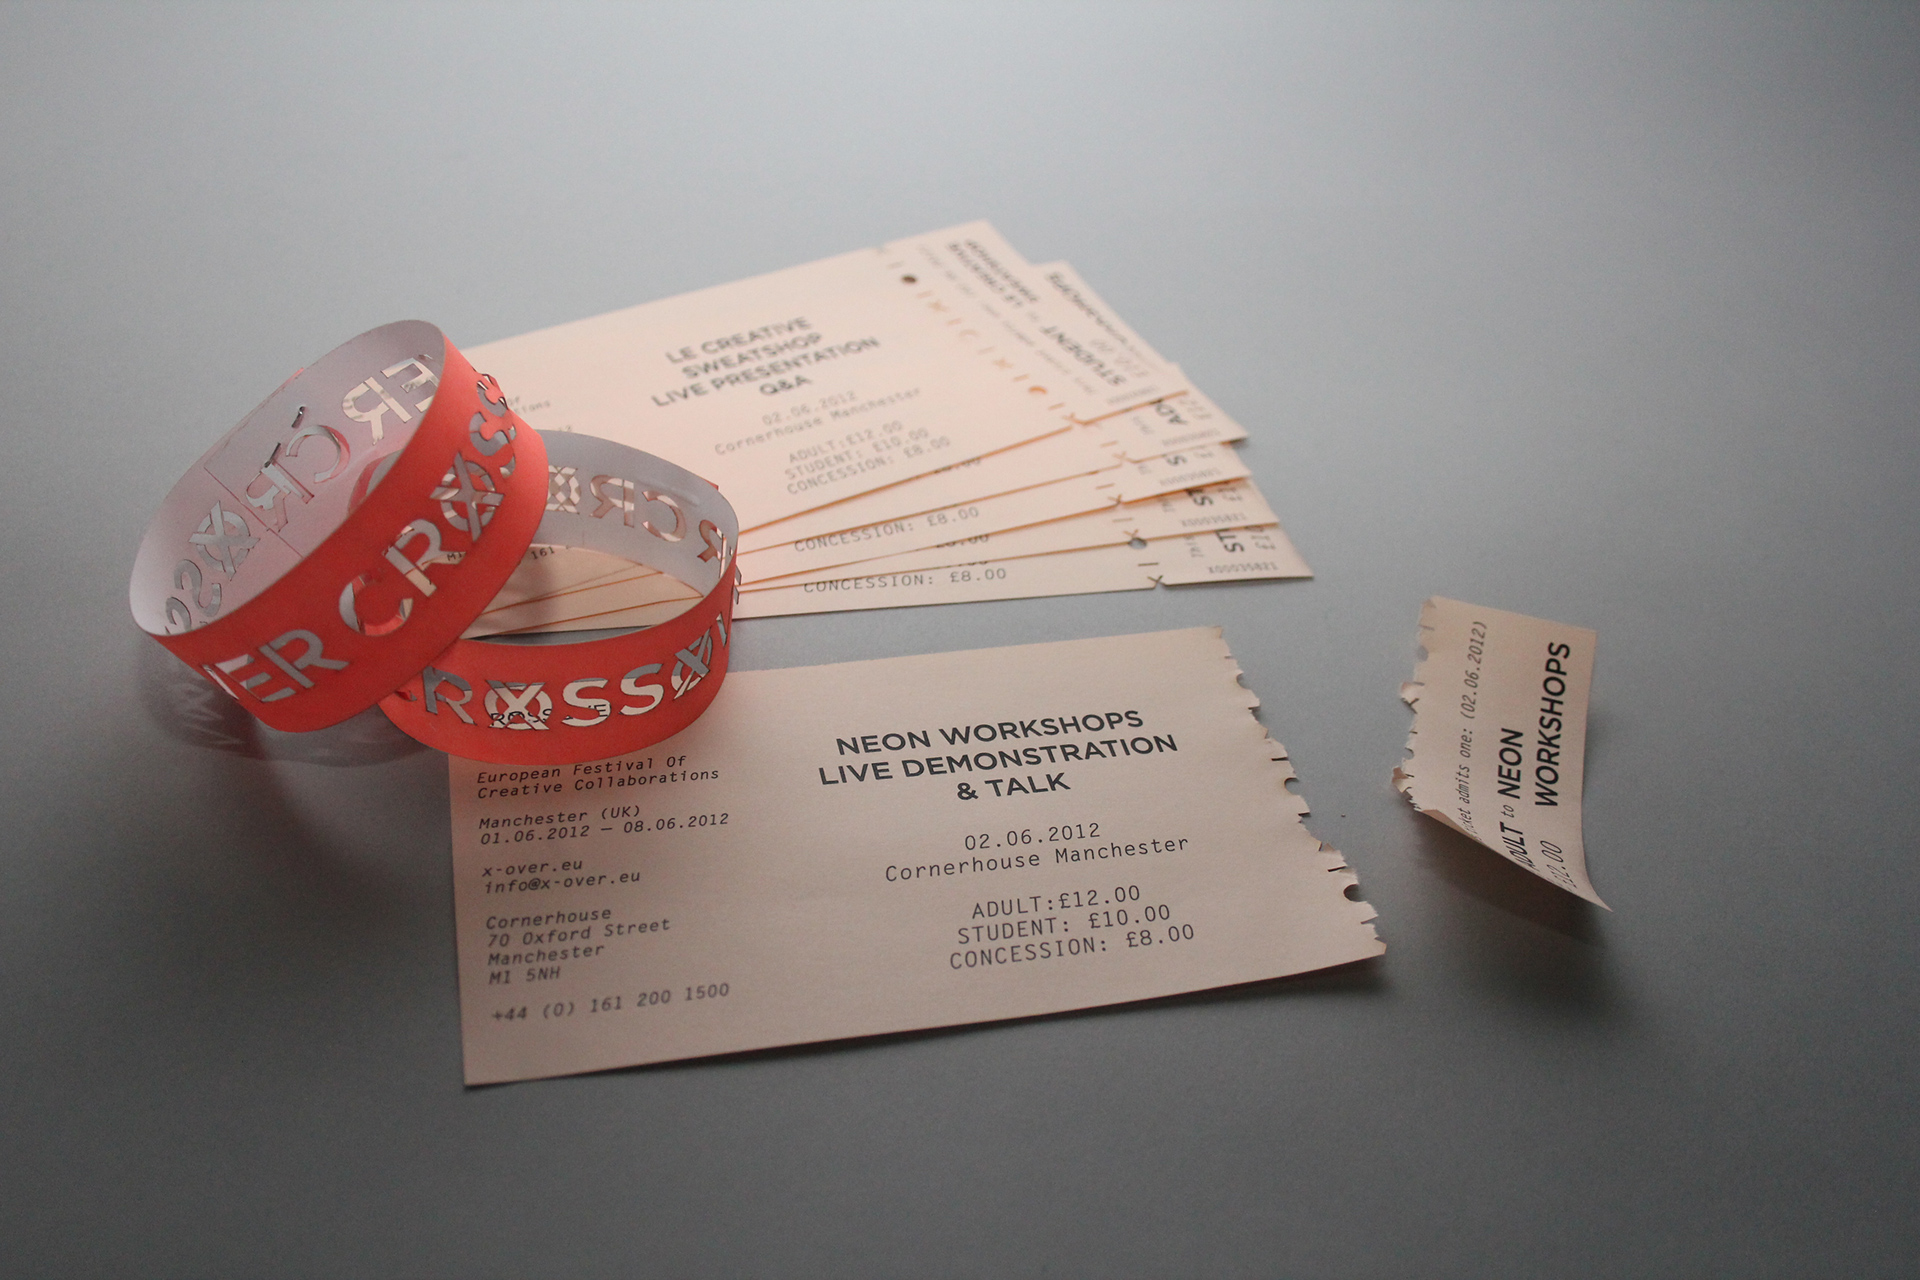 LE CREATIVE
SWEATSHOP
LIVE PRESENTATION
Q&A
02.06.2012
Cornerhouse Manchester
ADULT:£12.00
STUDENT: £10.00
CONCESSION: £8.00
STUDENT
CONCESSION: £8.00
CONCESSION: £8.00
X00035821
161
ER CROSS
CROSSOV
European Festival Of
Creative Collaborations
Manchester (UK)
01.06.2012 — 08.06.2012
x-over.eu
info@x-over.eu
Cornerhouse
70 Oxford Street
Manchester
M1 5NH
+44 (0) 161 200 1500
NEON WORKSHOPS
LIVE DEMONSTRATION
& TALK
02.06.2012
Cornerhouse Manchester
ADULT:£12.00
STUDENT: £10.00
CONCESSION: £8.00
admits one: (02.06.2012)
to NEON
WORKSHOPS